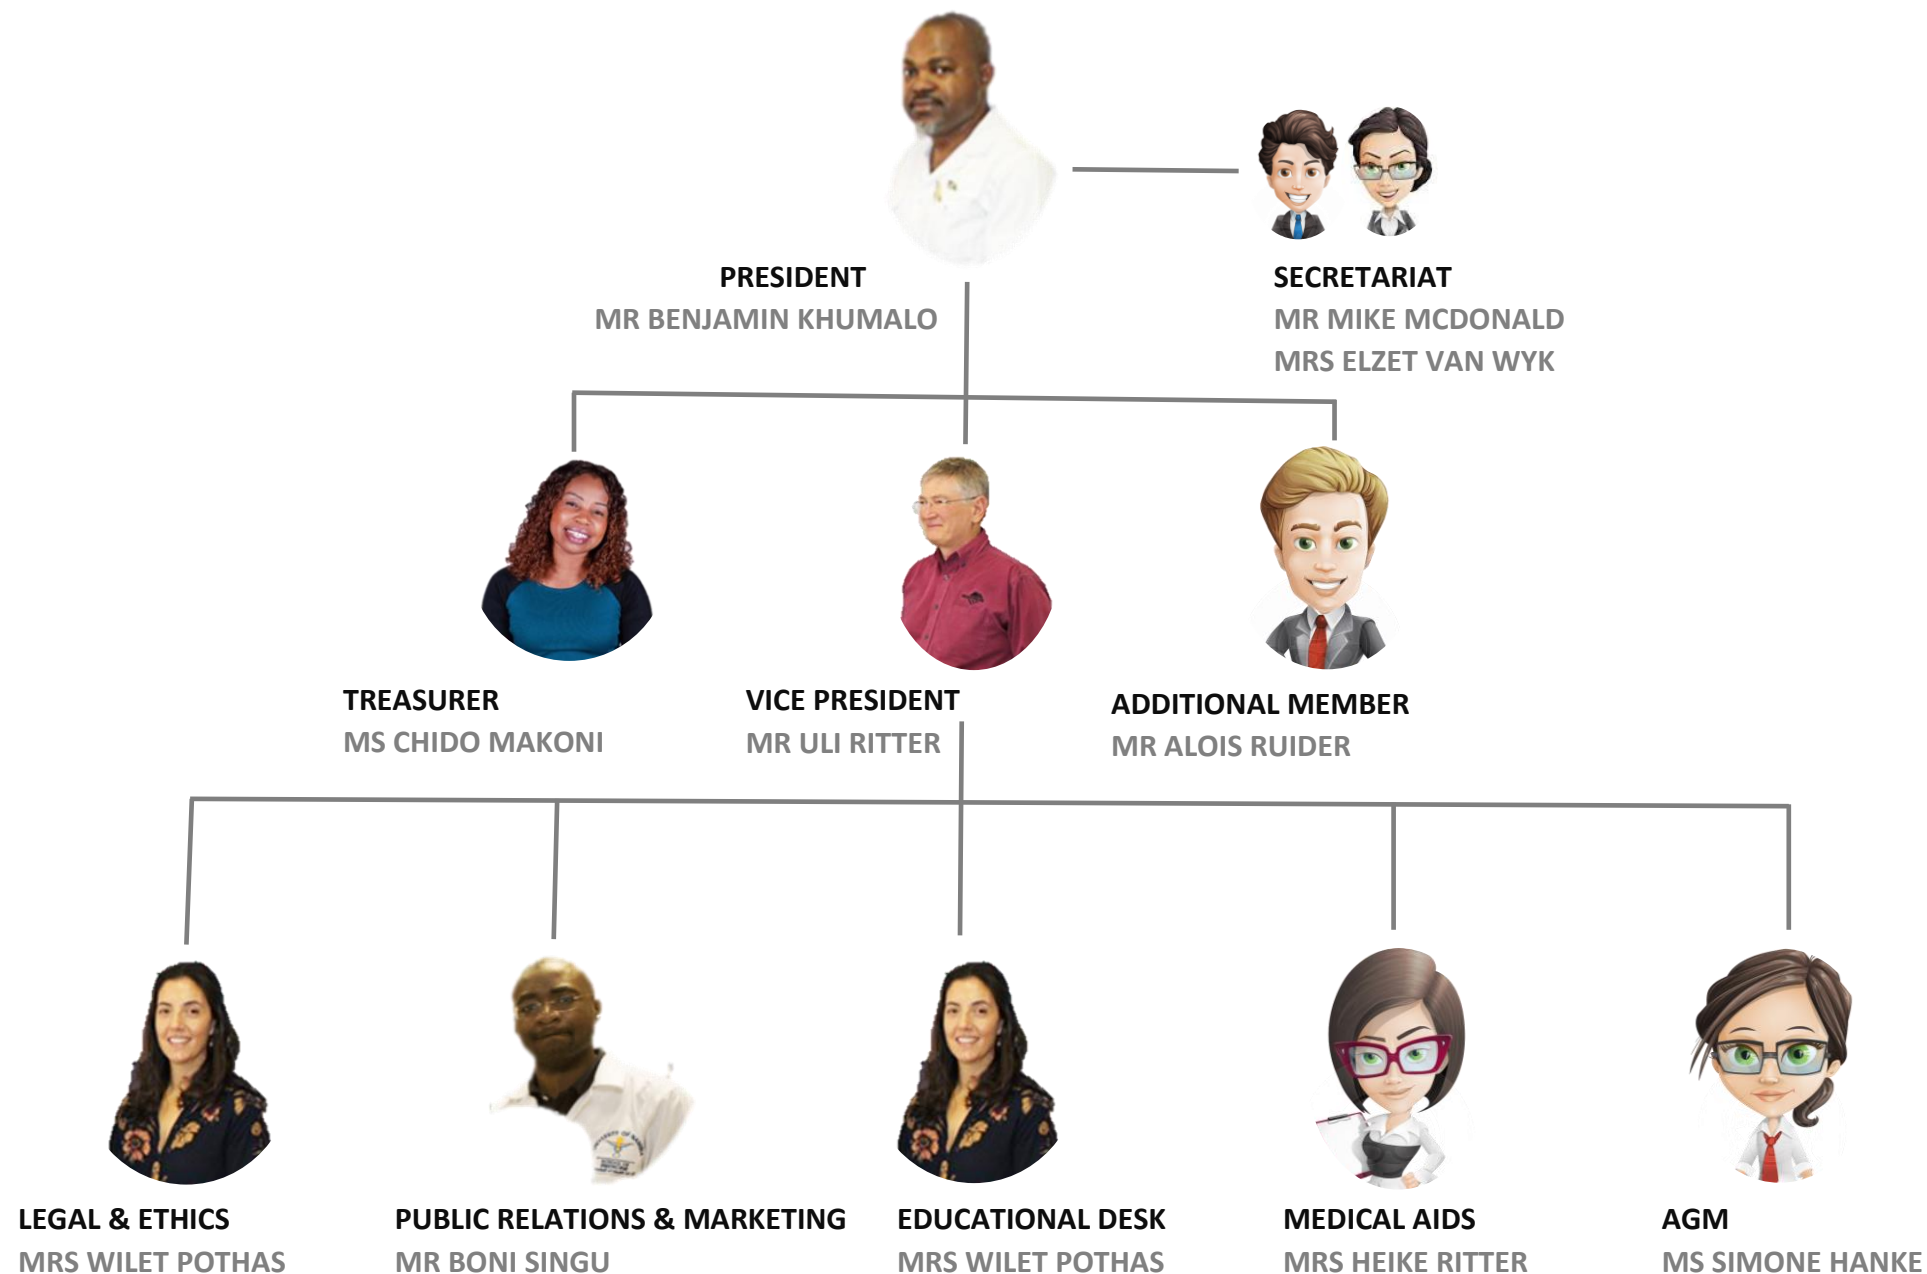 PRESIDENT
MR BENJAMIN KHUMALO
SECRETARIAT
MR MIKE MCDONALD
MRS ELZET VAN WYK
TREASURER
MS CHIDO MAKONI
VICE PRESIDENT
MR ULI RITTER
ADDITIONAL MEMBER
MR ALOIS RUIDER
LEGAL & ETHICS
MRS WILET POTHAS
PUBLIC RELATIONS & MARKETING
MR BONI SINGU
EDUCATIONAL DESK
MRS WILET POTHAS
MEDICAL AIDS
MRS HEIKE RITTER
AGM
MS SIMONE HANKE